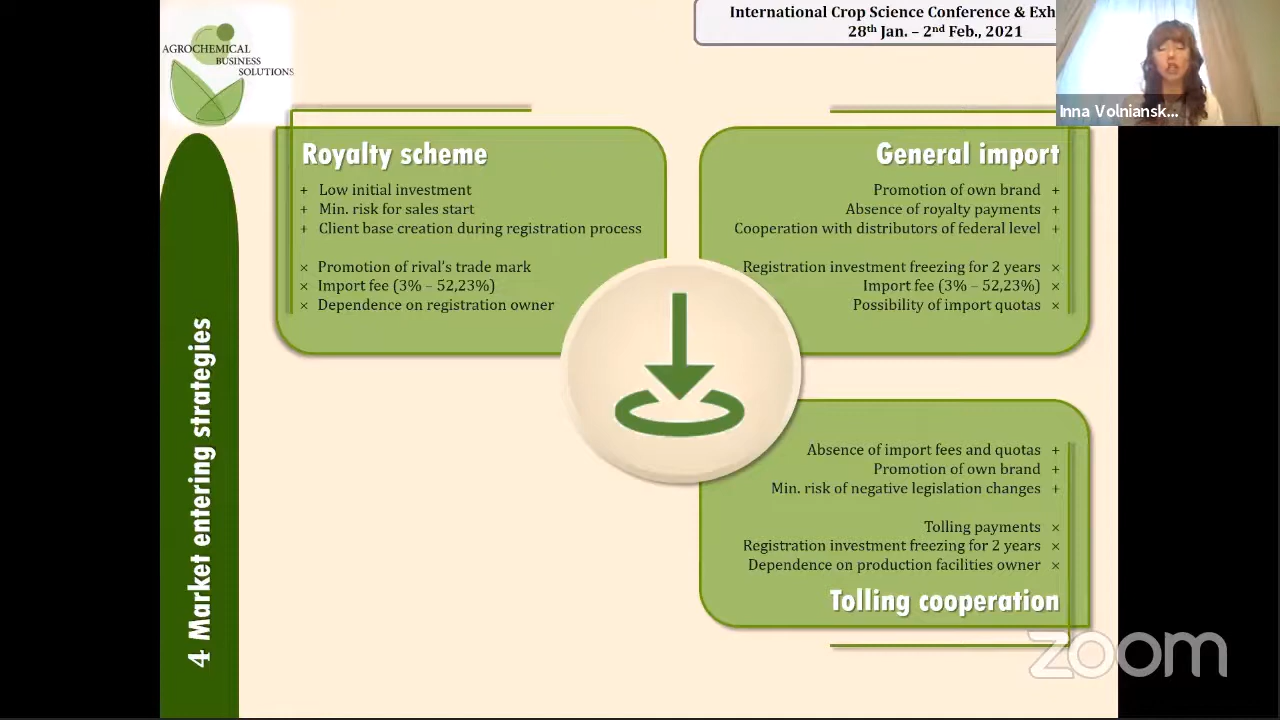 AGROCHEMICAL
BUSINESS
SOLUTIONS
International Crop Science Conference & Exh
28th Jan. – 2nd Feb., 2021
Inna Volniansk...
4 Market entering strategies
Royalty scheme
+ Low initial investment
+ Min. risk for sales start
+ Client base creation during registration process
× Promotion of rival's trade mark
× Import fee (3% – 52,23%)
× Dependence on registration owner
General import
Promotion of own brand +
Absence of royalty payments +
Cooperation with distributors of federal level +
Registration investment freezing for 2 years ×
Import fee (3% – 52,23%) ×
Possibility of import quotas ×
Absence of import fees and quotas +
Promotion of own brand +
Min. risk of negative legislation changes +
Tolling payments ×
Registration investment freezing for 2 years ×
Dependence on production facilities owner ×
Tolling cooperation
zoom